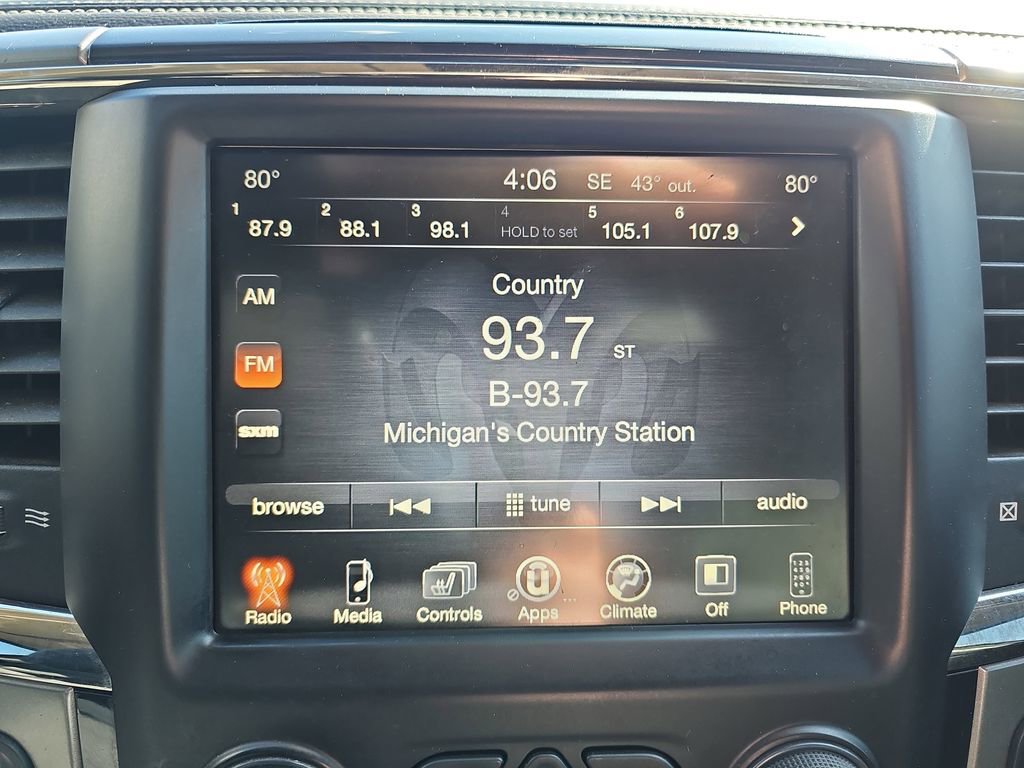 80° 4:06 SE 43° out. 80°
1 87.9 2 88.1 3 98.1 4 HOLD to set 5 105.1 6 107.9
AM
FM
sxm
Country
93.7 ST
B-93.7
Michigan's Country Station
browse tune audio
Radio Media Controls Apps ... Climate Off Phone